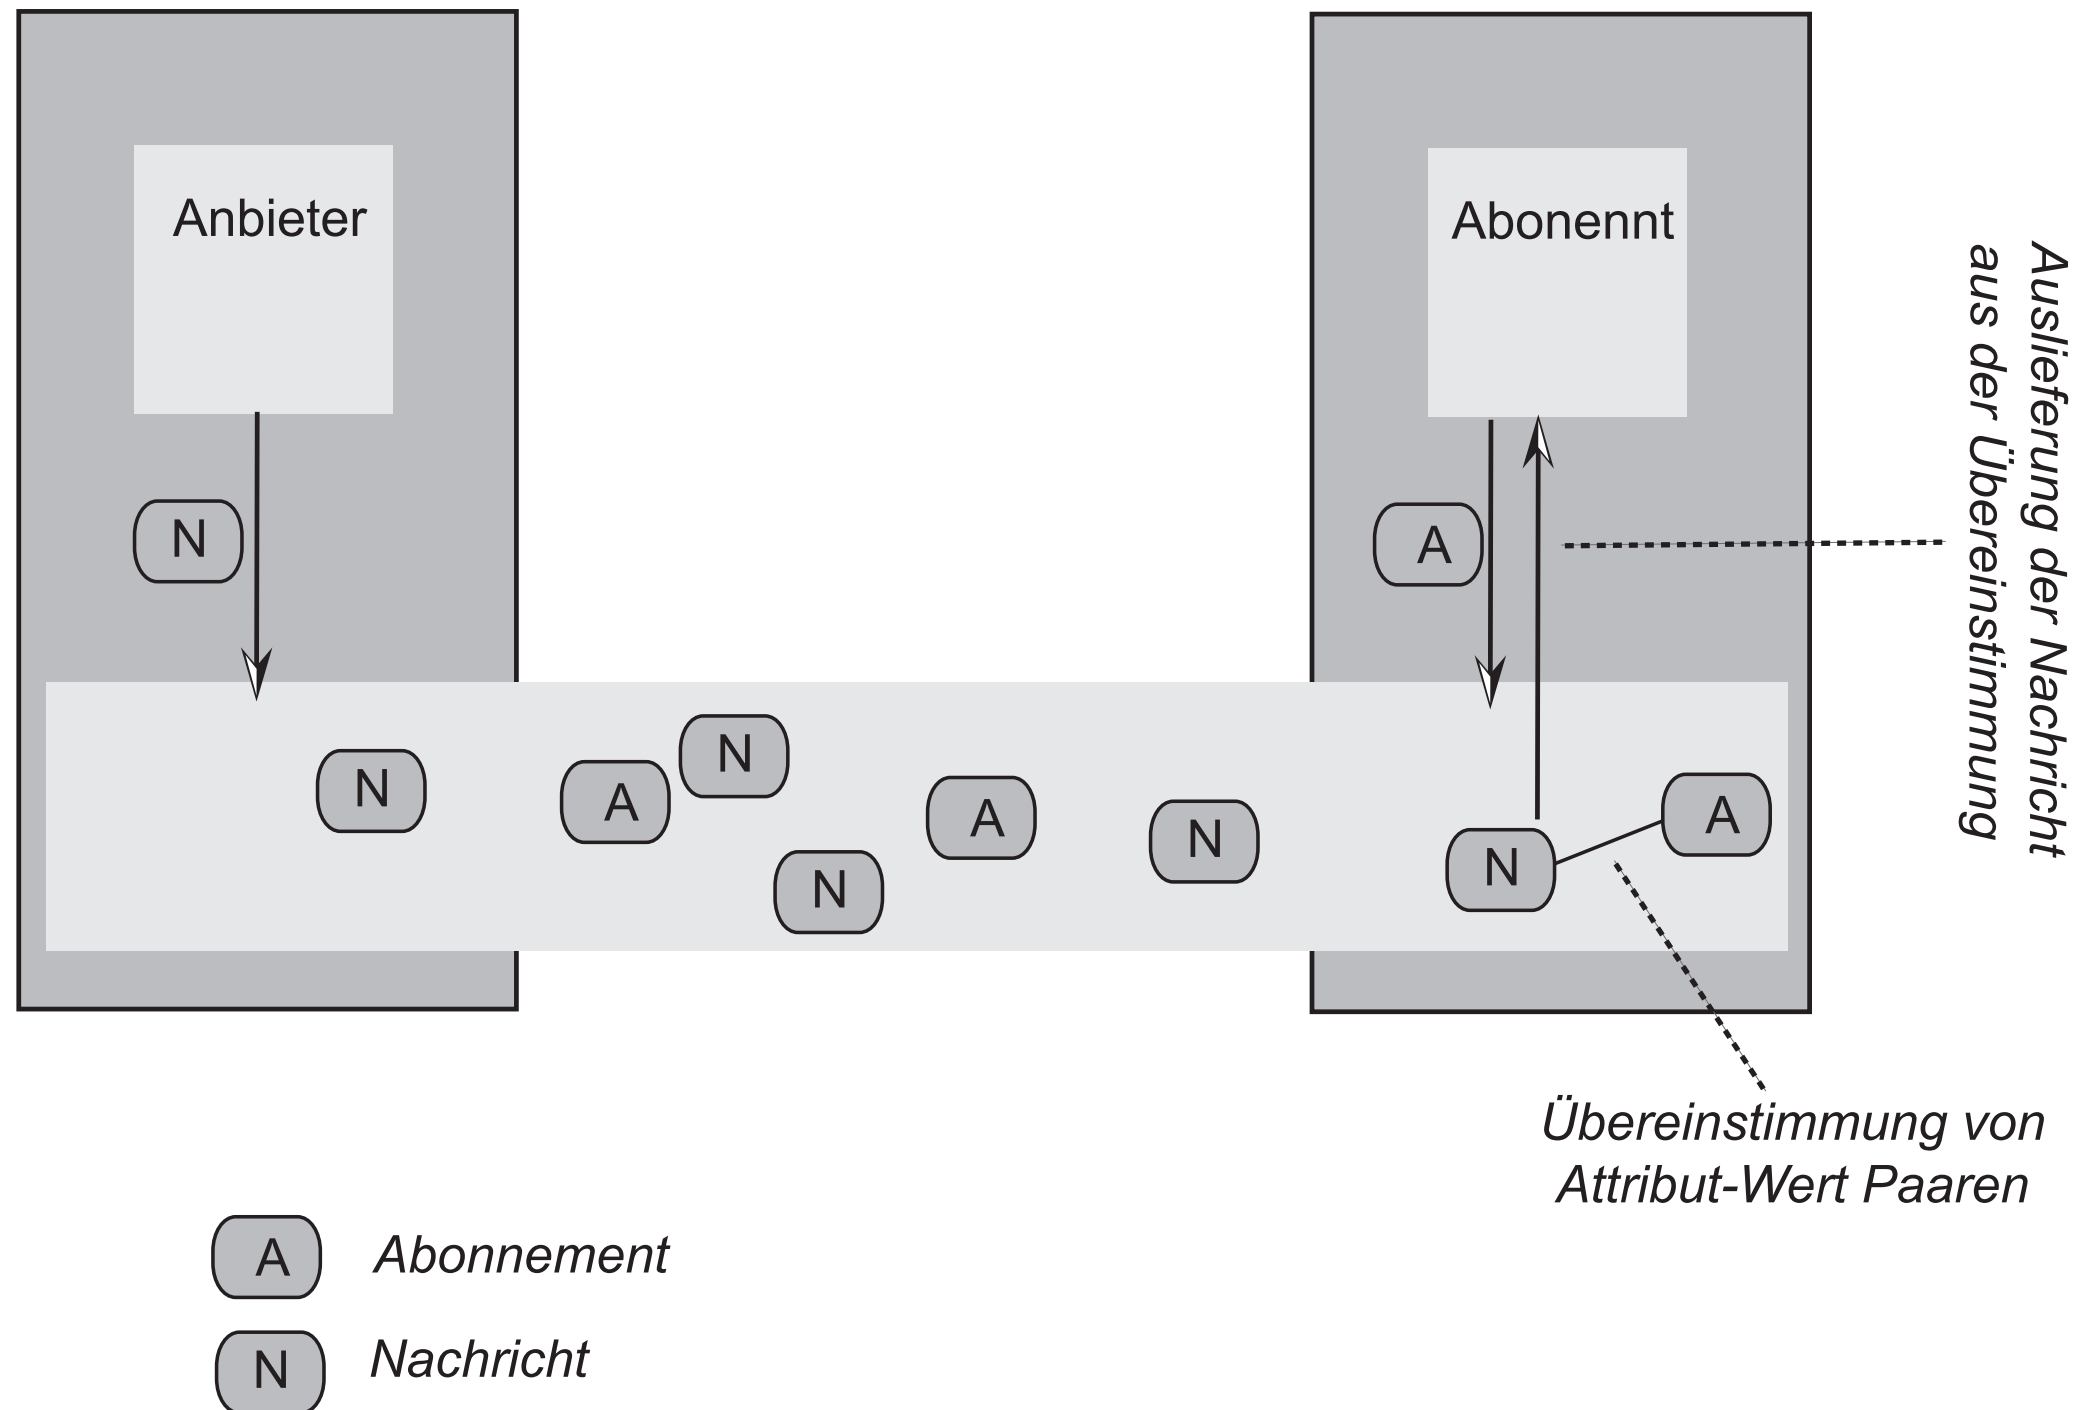 Anbieter
Abonennt
N
A
Auslieferung der Nachricht
aus der Übereinstimmung
N
A
N
N
A
N
N
A
Übereinstimmung von
Attribut-Wert Paaren
A Abonnement
N Nachricht